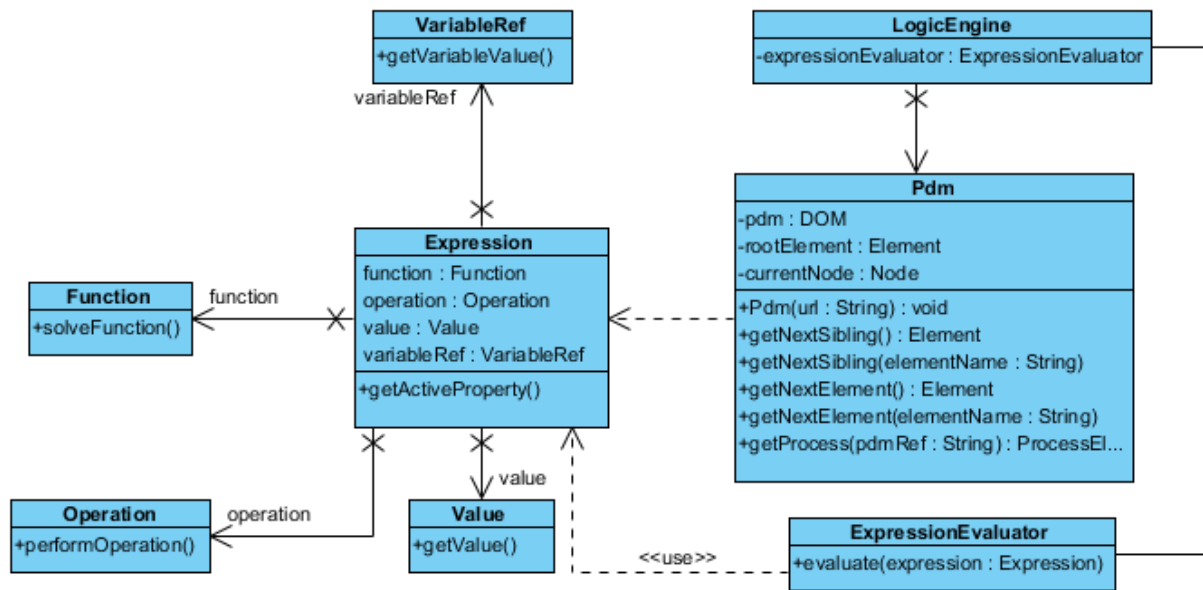 VariableRef
+getVariableValue()
variableRef
LogicEngine
-expressionEvaluator : ExpressionEvaluator
Pdm
-pdm : DOM
-rootElement : Element
-currentNode : Node
+Pdm(url : String) : void
+getNextSibling() : Element
+getNextSibling(elementName : String)
+getNextElement() : Element
+getNextElement(elementName : String)
+getProcess(pdmRef : String) : ProcessEl...
Expression
function : Function
operation : Operation
value : Value
variableRef : VariableRef
+getActiveProperty()
Function
+solveFunction()
function
Operation
+performOperation()
operation
Value
+getValue()
value
<<use>>
ExpressionEvaluator
+evaluate(expression : Expression)